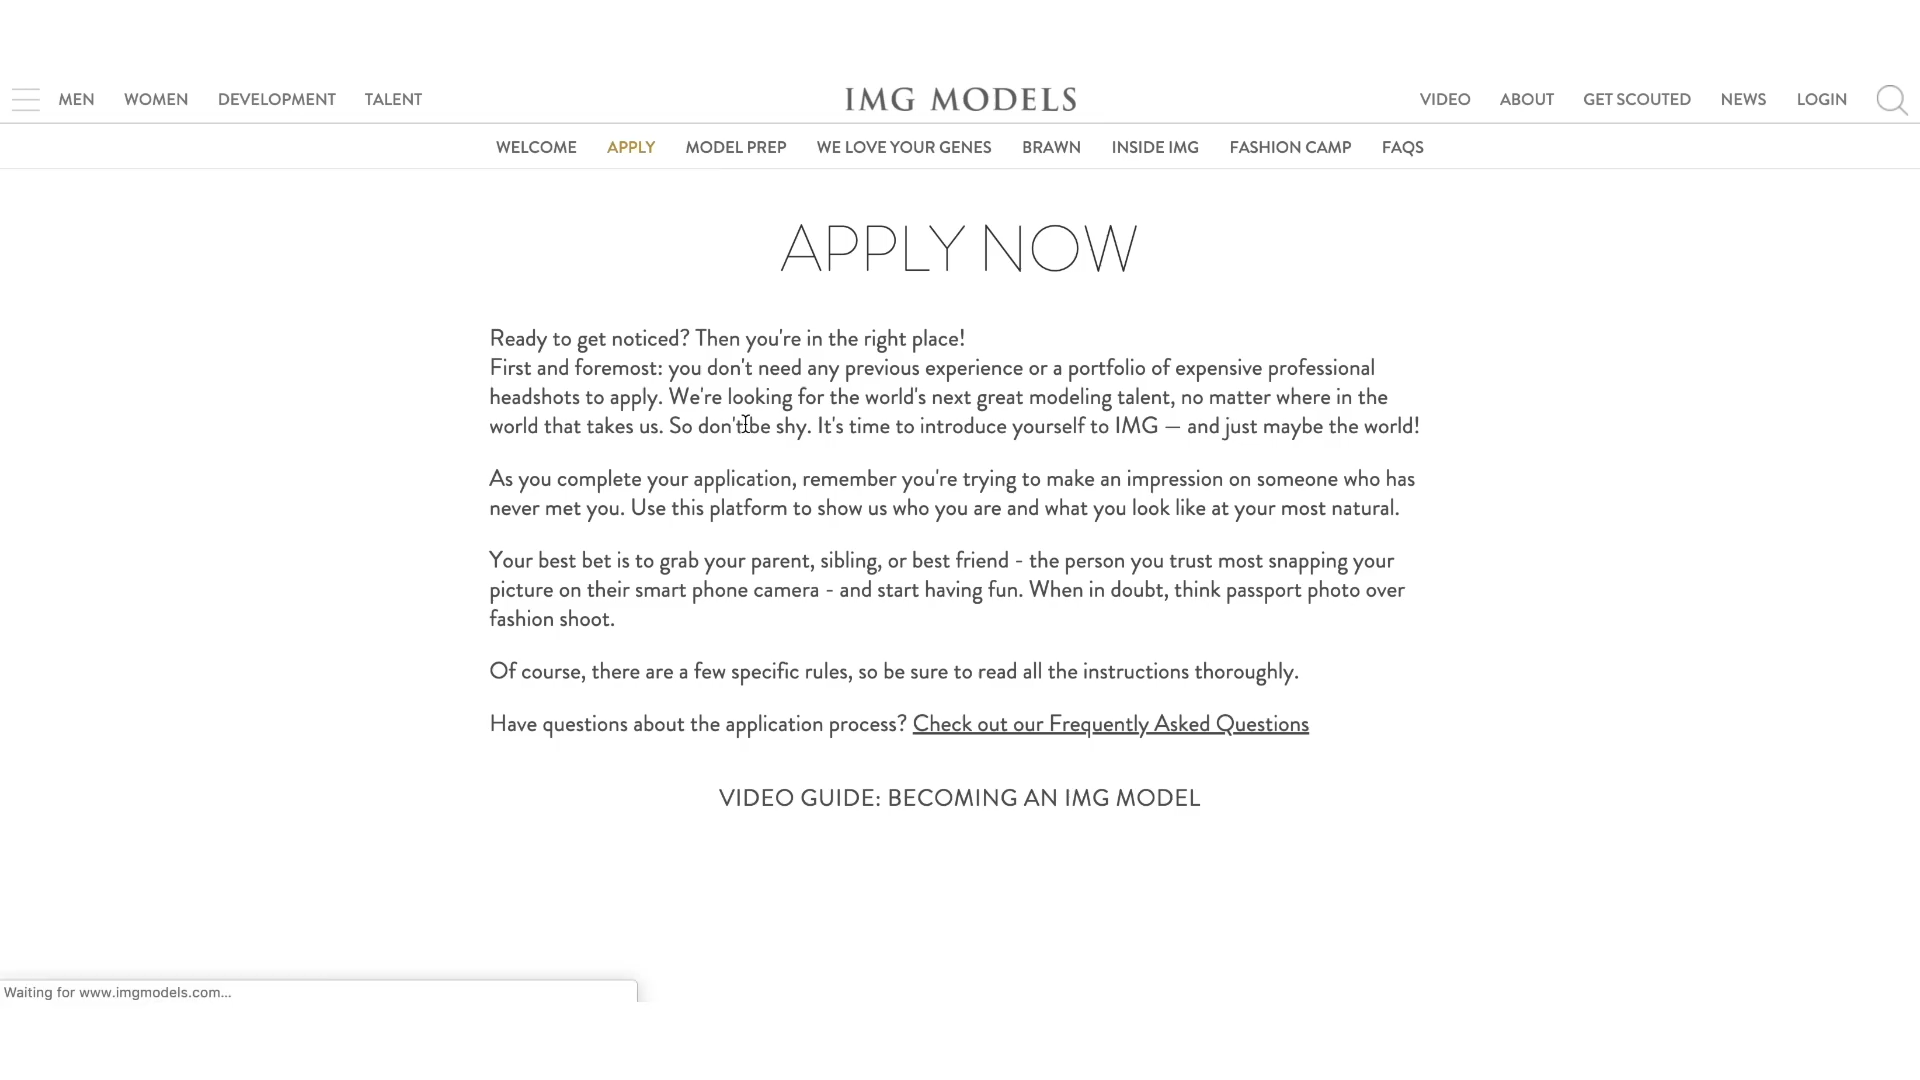 MEN WOMEN DEVELOPMENT TALENT IMG MODELS VIDEO ABOUT GET SCOUTED NEWS LOGIN
WELCOME APPLY MODEL PREP WE LOVE YOUR GENES BRAWN INSIDE IMG FASHION CAMP FAQS
APPLY NOW
Ready to get noticed? Then you're in the right place!
First and foremost: you don't need any previous experience or a portfolio of expensive professional
headshots to apply. We're looking for the world's next great modeling talent, no matter where in the
world that takes us. So don't be shy. It's time to introduce yourself to IMG — and just maybe the world!
As you complete your application, remember you're trying to make an impression on someone who has
never met you. Use this platform to show us who you are and what you look like at your most natural.
Your best bet is to grab your parent, sibling, or best friend - the person you trust most snapping your
picture on their smart phone camera - and start having fun. When in doubt, think passport photo over
fashion shoot.
Of course, there are a few specific rules, so be sure to read all the instructions thoroughly.
Have questions about the application process? Check out our Frequently Asked Questions
VIDEO GUIDE: BECOMING AN IMG MODEL
Waiting for www.imgmodels.com...